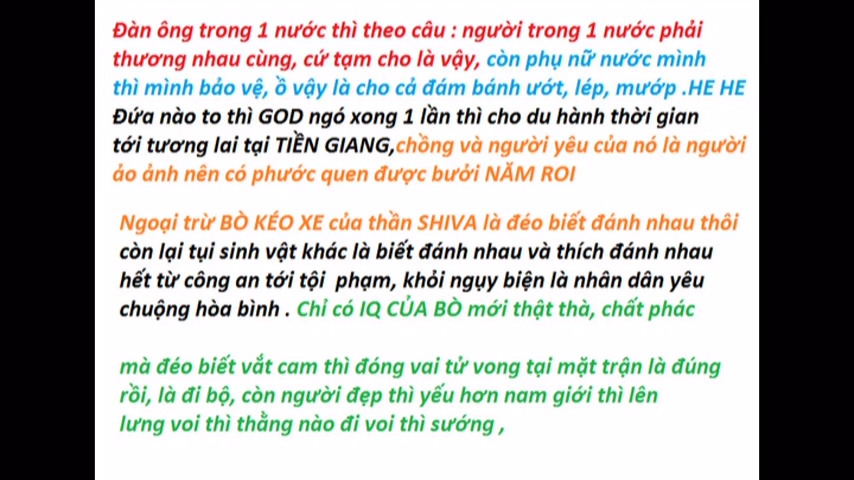 Đàn ông trong 1 nước thì theo câu : người trong 1 nước phải
thương nhau cùng, cứ tạm cho là vậy, còn phụ nữ nước mình
thì mình bảo vệ, ồ vậy là cho cả đám bánh ướt, lép, mướp .HE HE
Đứa nào to thì GOD ngó xong 1 lần thì cho du hành thời gian
tới tương lai tại TIỀN GIANG,chồng và người yêu của nó là người
ảo ảnh nên có phước quen được bưởi NĂM ROI
Ngoại trừ BÒ KÉO XE của thần SHIVA là đéo biết đánh nhau thôi
còn lại tụi sinh vật khác là biết đánh nhau và thích đánh nhau
hết từ công an tới tội phạm, khỏi ngụy biện là nhân dân yêu
chuộng hòa bình . Chỉ có IQ CỦA BÒ mới thật thà, chất phác
mà đéo biết vắt cam thì đóng vai tử vong tại mặt trận là đúng
rồi, là đi bộ, còn người đẹp thì yếu hơn nam giới thì lên
lưng voi thì thằng nào đi voi thì sướng ,